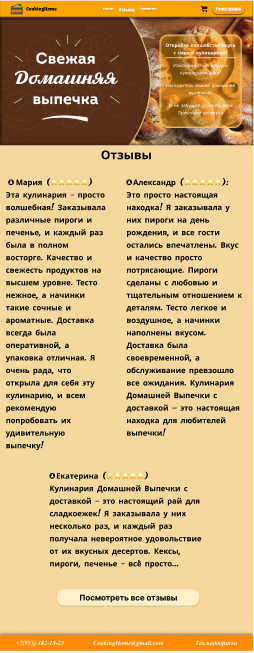 CookingHome
Отзывы
Регистрация
Свежая
Домашняя
выпечка
Откройте волшебство вкуса
с нашей кулинарией!
Отзывы
Мария (⭐⭐⭐⭐⭐)
Эта кулинария – просто
волшебная! Заказывала
различные пироги и
печенье, и каждый раз
была в полном
восторге. Качество и
свежесть продуктов на
высшем уровне. Тесто
нежное, а начинки
такие сочные и
ароматные. Доставка
всегда была
оперативной, а
упаковка отличная. Я
очень рада, что
открыла для себя эту
кулинарию, и всем
рекомендую
попробовать их
удивительную
выпечку!
Александр (⭐⭐⭐⭐⭐):
Это просто настоящая
находка! Я заказывала у
них пироги на день
рождения, и все гости
остались впечатлены. Вкус
и качество просто
потрясающие. Пироги
сделаны с любовью и
тщательным отношением к
деталям. Тесто легкое и
воздушное, а начинки
наполнены вкусом.
Доставка была
своевременной, а
обслуживание превзошло
все ожидания. Кулинария
Домашней Выпечки с
доставкой – это настоящая
находка для любителей
выпечки!
Екатерина (⭐⭐⭐⭐⭐)
Кулинария Домашней Выпечки с
доставкой – это настоящий рай для
сладкоежек! Я заказывала у них
несколько раз, и каждый раз
получала невероятное удовольствие
от их вкусных десертов. Кексы,
пироги, печенье – всё просто...
Посмотреть все отзывы
+7(953) 482-15-25 CookingHome@gmail.com Тех.поддержка